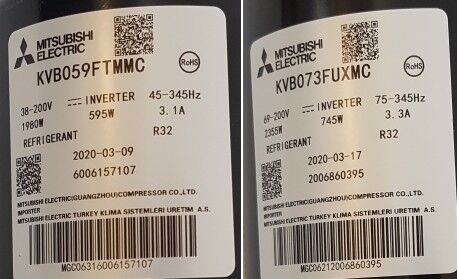 MITSUBISHI
ELECTRIC
KVB059FTMMC
RoHS
38-200V INVERTER 45-345Hz
1980W 595W 3.1A
REFRIGERANT R32
2020-03-09
6006157107
MITSUBISHI ELECTRIC(GUANGZHOU)COMPRESSOR CO.,LTD.
IMPORTER
MITSUBISHI ELECTRIC TURKEY KLIMA SISTEMLERI URETIM A.S.
MGC06316006157107
MITSUBISHI
ELECTRIC
KVB073FUXMC
RoHS
69-200V INVERTER 75-345Hz
2355W 745W 3.3A
REFRIGERANT R32
2020-03-17
2006860395
MITSUBISHI ELECTRIC(GUANGZHOU)COMPRESSOR CO.,LTD.
IMPORTER
MITSUBISHI ELECTRIC TURKEY KLIMA SISTEMLERI URETIM A.S.
MGC06212006860395